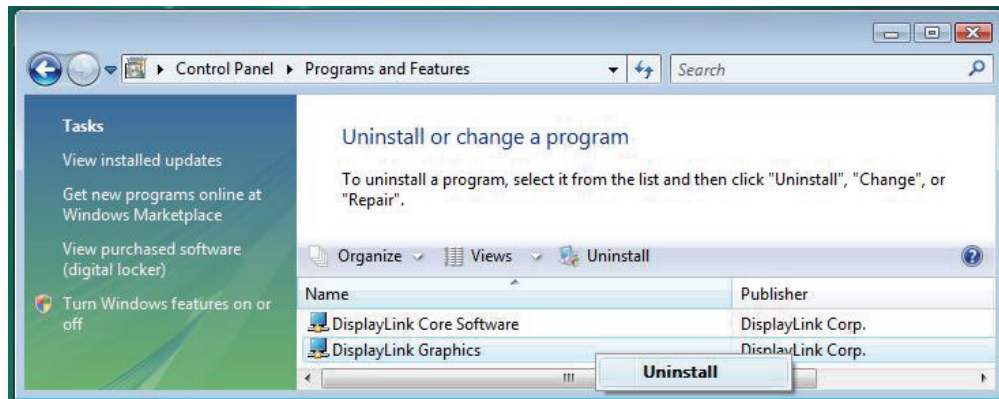 Control Panel Programs and Features Search
Tasks
View installed updates
Get new programs online at
Windows Marketplace
View purchased software
(digital locker)
Turn Windows features on or
off
Uninstall or change a program
To uninstall a program, select it from the list and then click "Uninstall", "Change", or
"Repair".
Organize Views Uninstall
Name Publisher
DisplayLink Core Software DisplayLink Corp.
DisplayLink Graphics DisplayLink Corp.
Uninstall